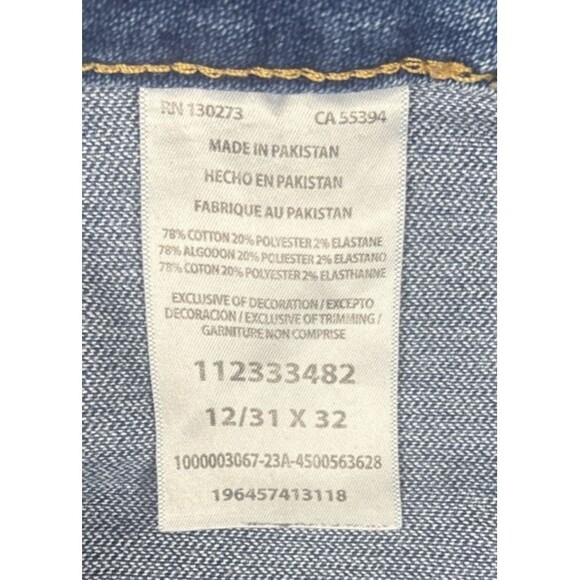 RN 130273 CA 55394
MADE IN PAKISTAN
HECHO EN PAKISTAN
FABRIQUE AU PAKISTAN
78% COTTON 20% POLYESTER 2% ELASTANE
78% ALGODON 20% POLIESTER 2% ELASTANO
78% COTON 20% POLYESTER 2% ELASTHANNE
EXCLUSIVE OF DECORATION / EXCEPTO
DECORACION / EXCLUSIVE OF TRIMMING /
GARNITURE NON COMPRISE
112333482
12/31 X 32
1000003067-23A-4500563628
196457413118